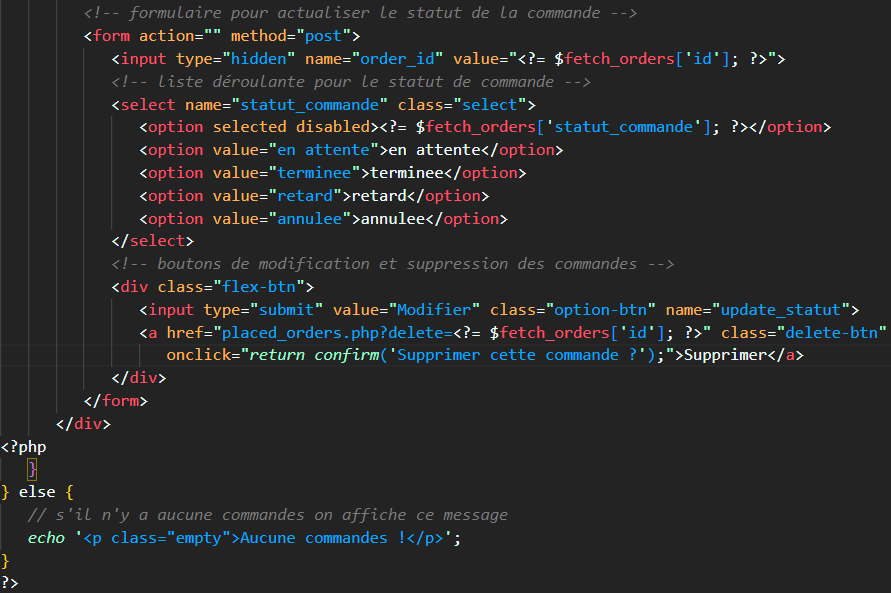 <!-- formulaire pour actualiser le statut de la commande -->
<form action="" method="post">
<input type="hidden" name="order_id" value="<?= $fetch_orders['id']; ?>">
<!-- liste déroulante pour le statut de commande -->
<select name="statut_commande" class="select">
<option selected disabled><?= $fetch_orders['statut_commande']; ?></option>
<option value="en attente">en attente</option>
<option value="terminee">terminee</option>
<option value="retard">retard</option>
<option value="annulee">annulee</option>
</select>
<!-- boutons de modification et suppression des commandes -->
<div class="flex-btn">
<input type="submit" value="Modifier" class="option-btn" name="update_statut">
<a href="placed_orders.php?delete=<?= $fetch_orders['id']; ?>" class="delete-btn"
onclick="return confirm('Supprimer cette commande ?');">Supprimer</a>
</div>
</form>
</div>
<?php
}
} else {
// s'il n'y a aucune commandes on affiche ce message
echo '<p class="empty">Aucune commandes !</p>';
}
?>